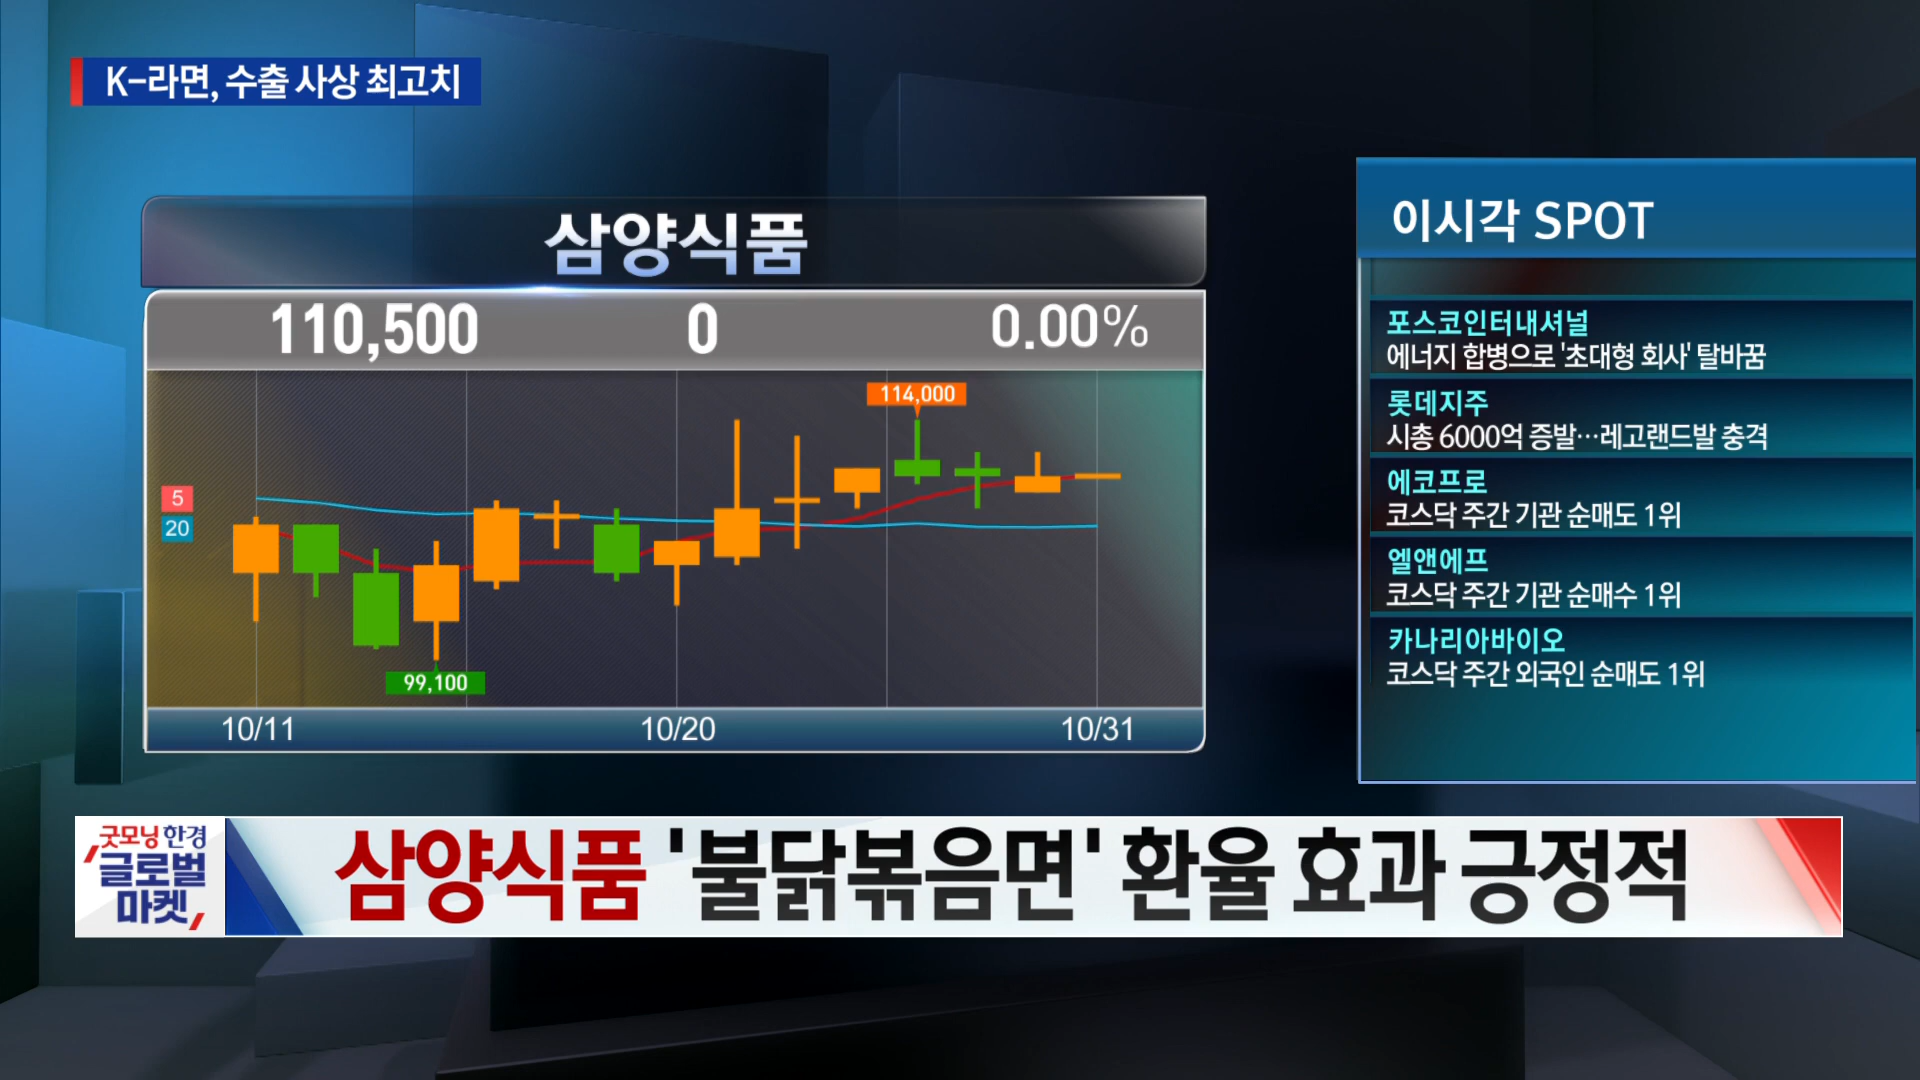 K-라면, 수출 사상 최고치
삼양식품
110,500 0 0.00%
114,000
5
20
99,100
10/11 10/20 10/31
이시각 SPOT
포스코인터내셔널
에너지 합병으로 '초대형 회사' 탈바꿈
롯데지주
시총 6000억 증발…레고랜드발 충격
에코프로
코스닥 주간 기관 순매도 1위
엘앤에프
코스닥 주간 기관 순매수 1위
카나리아바이오
코스닥 주간 외국인 순매도 1위
굿모닝 한경
글로벌
마켓
삼양식품 '불닭볶음면' 환율 효과 긍정적